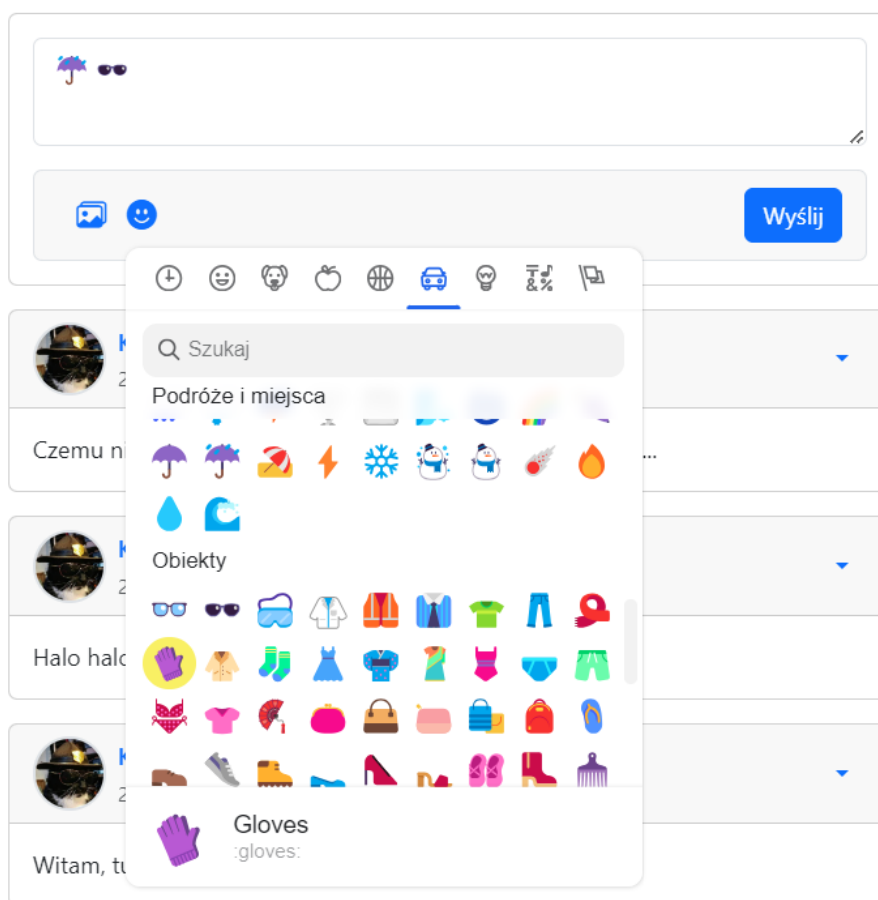 Wyślij
Szukaj
Podróże i miejsca
Czemu ni
...
Obiekty
Halo halo
Gloves
:gloves:
Witam, tu